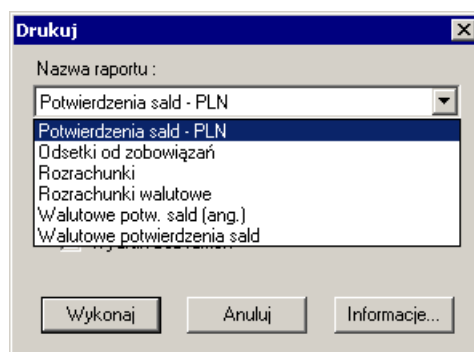 Drukuj
Nazwa raportu :
Potwierdzenia sald - PLN
Potwierdzenia sald - PLN
Odsetki od zobowiązań
Rozrachunki
Rozrachunki walutowe
Walutowe potw. sald (ang.)
Walutowe potwierdzenia sald
Wykonaj
Anuluj
Informacje...